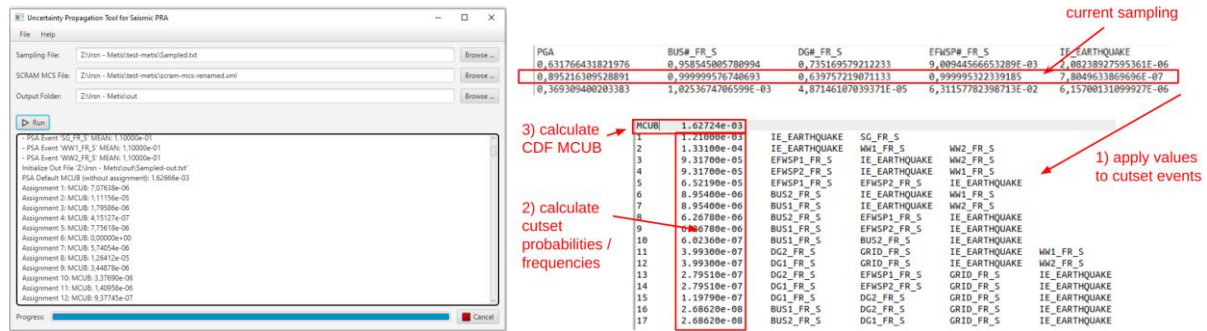 Uncertainty Propagation Tool for Seismic PRA
File Help
Sampling File: Z:\Irsn - Metis\test-metis\Sampled.txt Browse ...
SCRAM MCS File: Z:\Irsn - Metis\test-metis\scram-mcs-renamed.xml Browse ...
Output Folder: Z:\Irsn - Metis\out Browse ...
Run
- PSA Event 'SG_FR_S' MEAN: 1,10000e-01
- PSA Event 'WW1_FR_S' MEAN: 1,10000e-01
- PSA Event 'WW2_FR_S' MEAN: 1,10000e-01
Initialize Out File 'Z:\Irsn - Metis\out\Sampled-out.txt'
PSA Default MCUB (without assignment): 1,62666e-03
Assignment 1: MCUB: 7,07638e-06
Assignment 2: MCUB: 1,11156e-05
Assignment 3: MCUB: 1,79586e-06
Assignment 4: MCUB: 4,15127e-07
Assignment 5: MCUB: 7,75618e-06
Assignment 6: MCUB: 0,00000e+00
Assignment 7: MCUB: 5,74054e-06
Assignment 8: MCUB: 1,26412e-05
Assignment 9: MCUB: 3,44878e-06
Assignment 10: MCUB: 3,37690e-06
Assignment 11: MCUB: 1,40958e-06
Assignment 12: MCUB: 9,37745e-07
Progress: Cancel
current sampling
PGA BUS#_FR_S DG#_FR_S EFWSP#_FR_S IE_EARTHQUAKE
0,631766431821976 0,958545005780994 0,735169579212233 9,00944566653289E-03 2,08238927595361E-06
0,895216309528891 0,999999576740693 0,639757219071133 0,999995322339185 7,8049633869696E-07
0,369309400203383 1,0253674706599E-03 4,87146107039371E-05 6,31157782398713E-02 6,15700131099927E-06
3) calculate
CDF MCUB
1) apply values
to cutset events
2) calculate
cutset
probabilities /
frequencies
MCUB 1.62724e-03
1 1.21000e-03 IE_EARTHQUAKE SG_FR_S
2 1.33100e-04 IE_EARTHQUAKE WW1_FR_S WW2_FR_S
3 9.31700e-05 EFWSP1_FR_S IE_EARTHQUAKE WW2_FR_S
4 9.31700e-05 EFWSP2_FR_S IE_EARTHQUAKE WW1_FR_S
5 6.52190e-05 EFWSP1_FR_S EFWSP2_FR_S IE_EARTHQUAKE
6 8.95400e-06 BUS2_FR_S IE_EARTHQUAKE WW1_FR_S
7 8.95400e-06 BUS1_FR_S IE_EARTHQUAKE WW2_FR_S
8 6.26780e-06 BUS2_FR_S EFWSP1_FR_S IE_EARTHQUAKE
9 6.26780e-06 BUS1_FR_S EFWSP2_FR_S IE_EARTHQUAKE
10 6.02360e-07 BUS1_FR_S BUS2_FR_S IE_EARTHQUAKE
11 3.99300e-07 DG2_FR_S GRID_FR_S IE_EARTHQUAKE WW1_FR_S
12 3.99300e-07 DG1_FR_S GRID_FR_S IE_EARTHQUAKE WW2_FR_S
13 2.79510e-07 DG2_FR_S EFWSP1_FR_S GRID_FR_S IE_EARTHQUAKE
14 2.79510e-07 DG1_FR_S EFWSP2_FR_S GRID_FR_S IE_EARTHQUAKE
15 1.19790e-07 DG1_FR_S DG2_FR_S GRID_FR_S IE_EARTHQUAKE
16 2.68620e-08 BUS1_FR_S DG2_FR_S GRID_FR_S IE_EARTHQUAKE
17 2.68620e-08 BUS2_FR_S DG1_FR_S GRID_FR_S IE_EARTHQUAKE